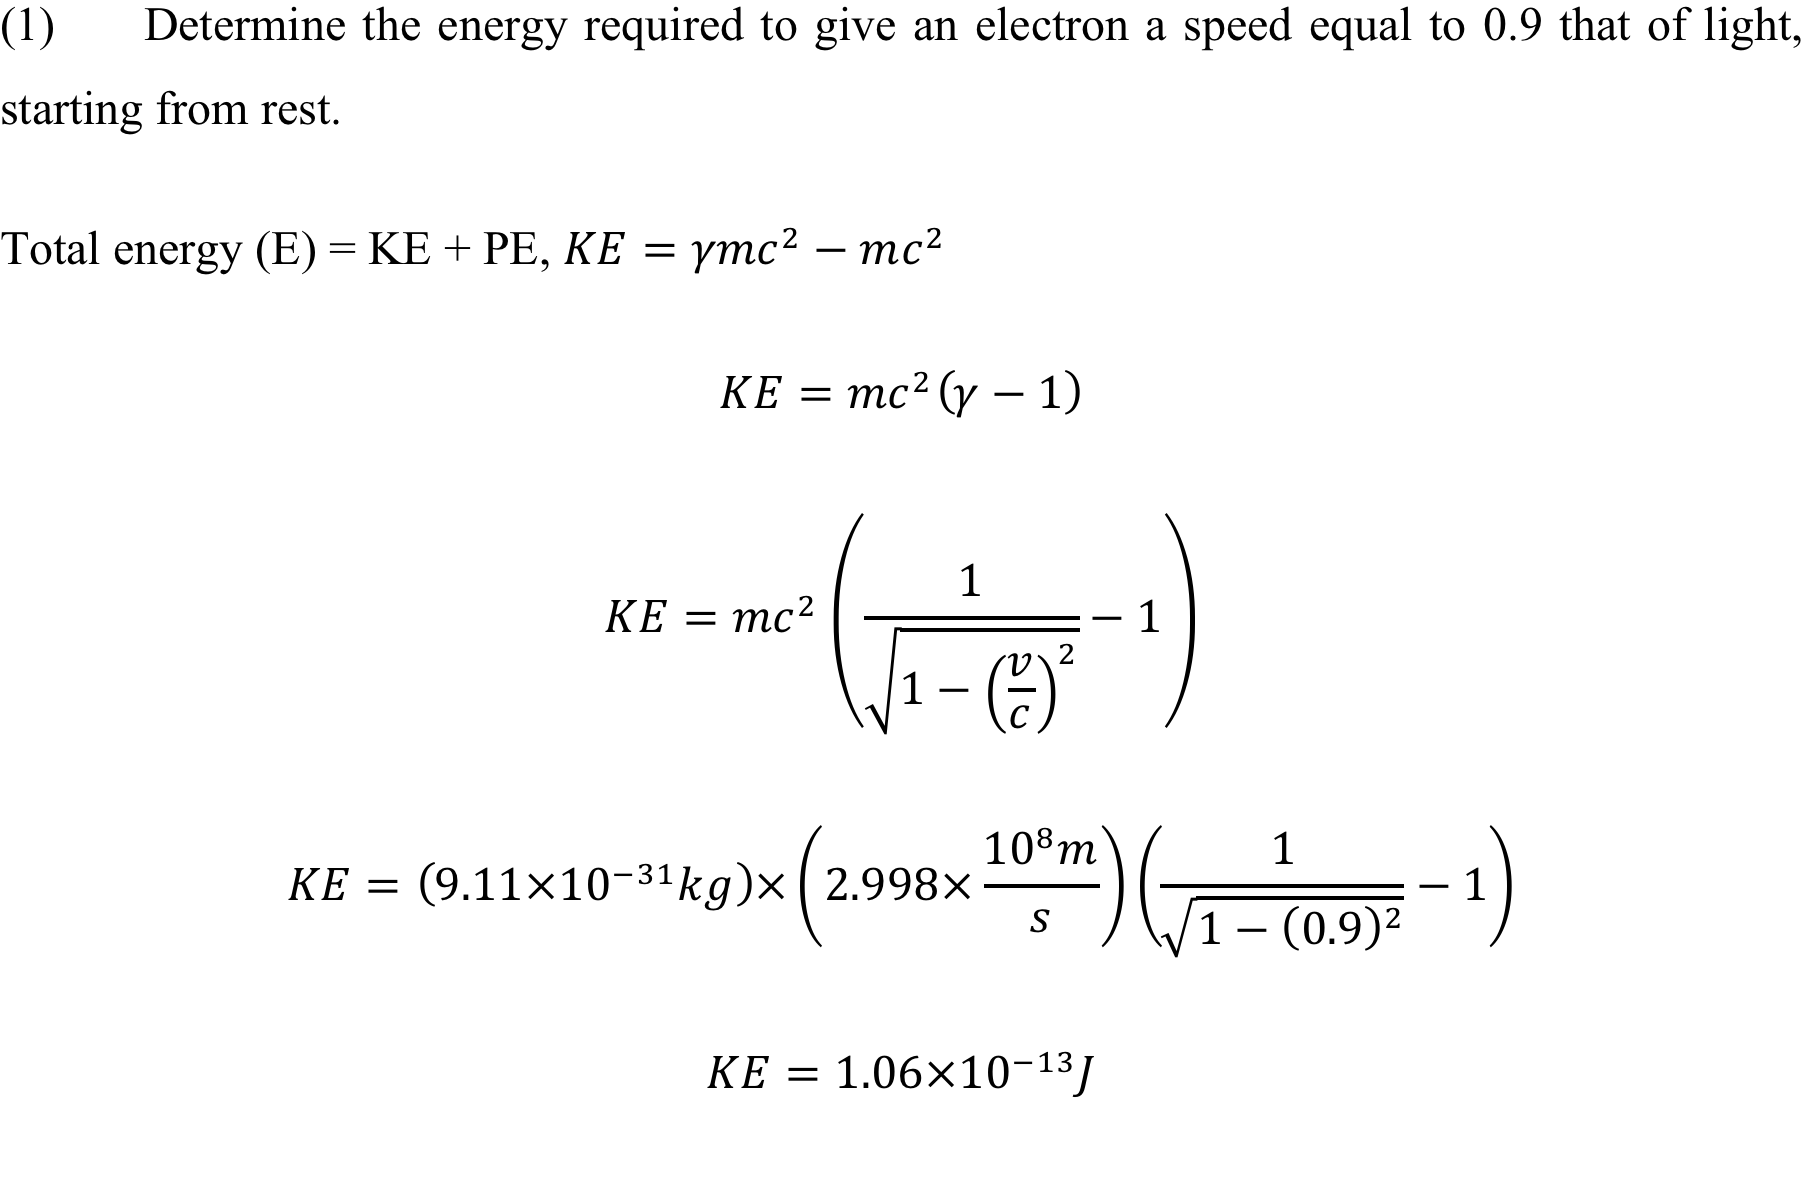 (1) Determine the energy required to give an electron a speed equal to 0.9 that of light,
starting from rest.
Total energy (E) = KE + PE, KE = γmc² − mc²
KE = mc²(γ − 1)
KE = mc² (1/√(1 − (v/c)²) − 1)
KE = (9.11×10⁻³¹kg)×(2.998×10⁸m/s)(1/√(1 − (0.9)²) − 1)
KE = 1.06×10⁻¹³J